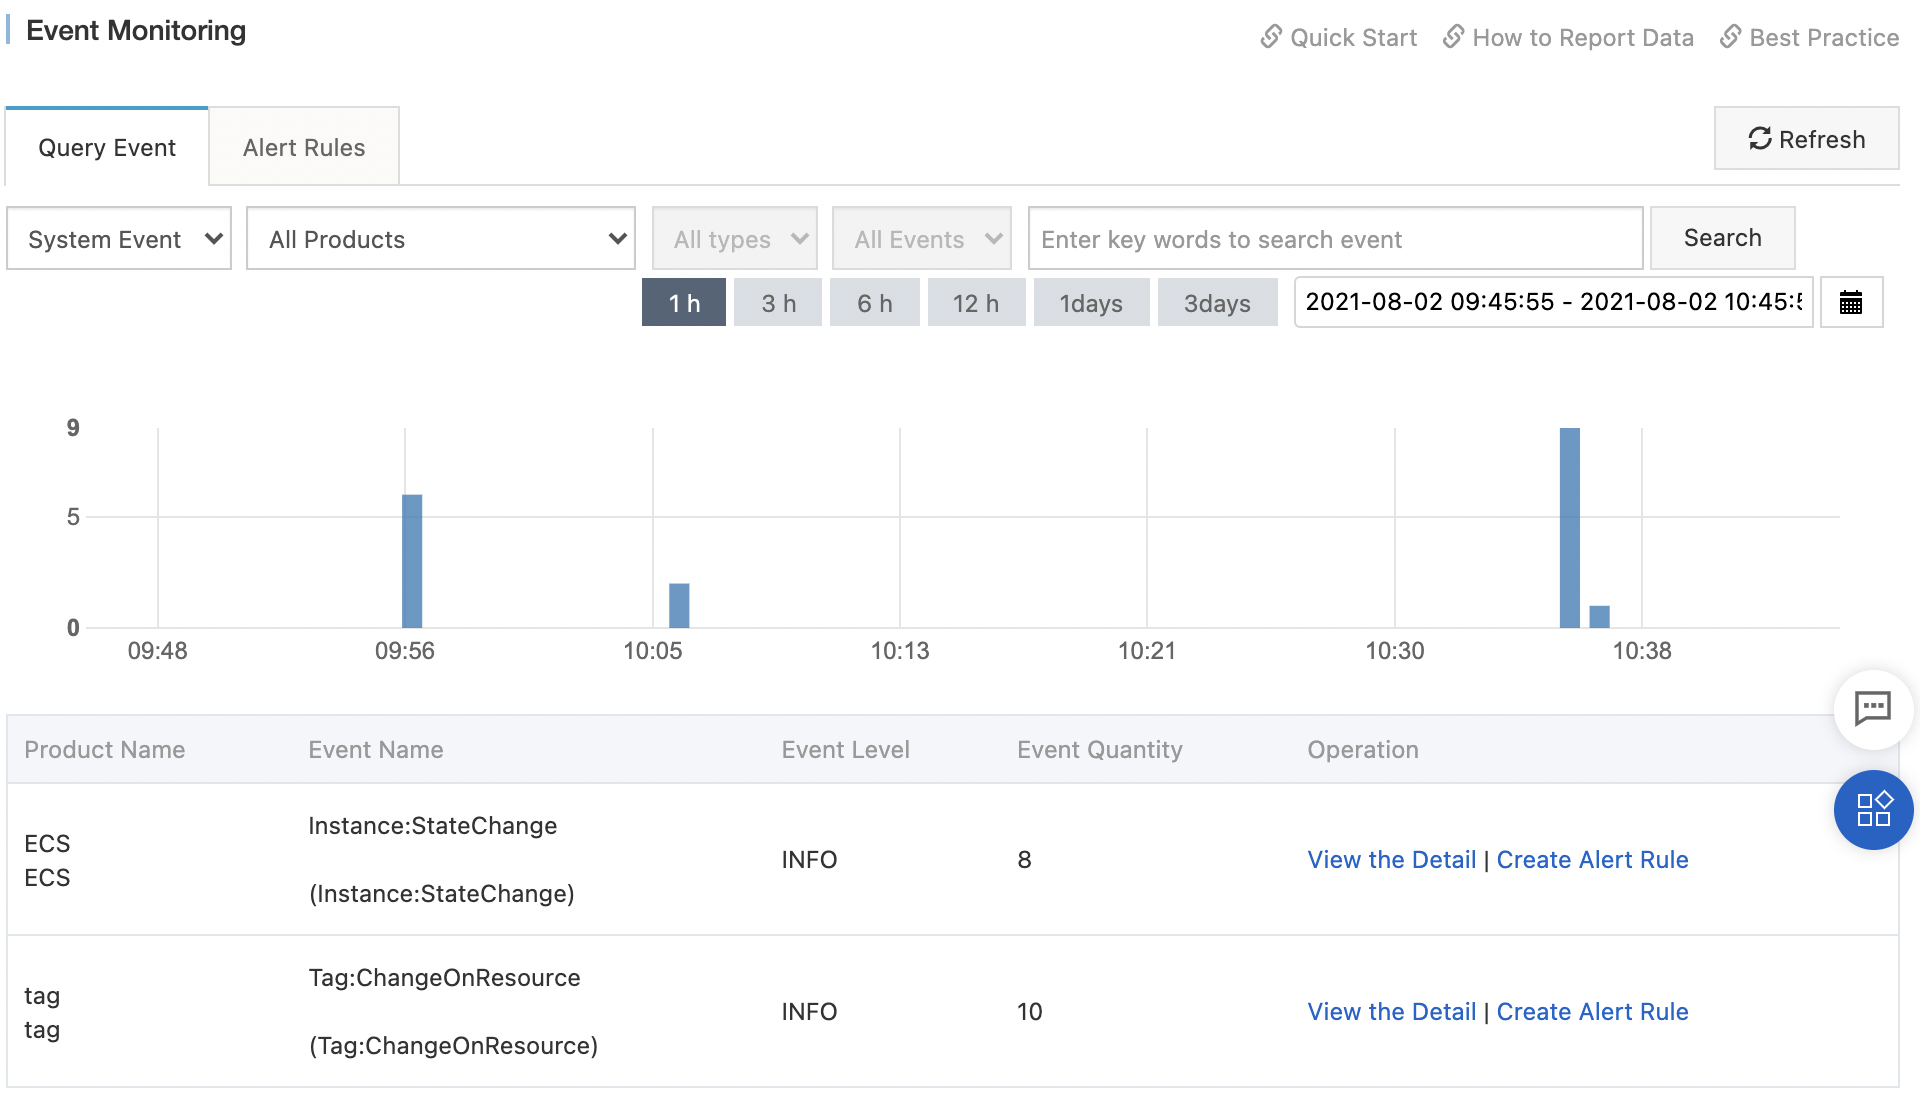 Event Monitoring
Quick Start How to Report Data Best Practice
Query Event Alert Rules Refresh
System Event All Products All types All Events Enter key words to search event Search
1 h 3 h 6 h 12 h 1days 3days 2021-08-02 09:45:55 - 2021-08-02 10:45:5
9
5
0
09:48 09:56 10:05 10:13 10:21 10:30 10:38
Product Name Event Name Event Level Event Quantity Operation
ECS
ECS
Instance:StateChange
(Instance:StateChange)
INFO
8
View the Detail | Create Alert Rule
tag
tag
Tag:ChangeOnResource
(Tag:ChangeOnResource)
INFO
10
View the Detail | Create Alert Rule